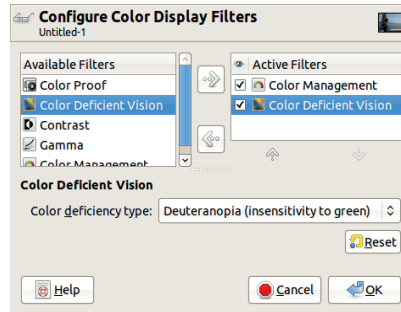 Configure Color Display Filters
Untitled-1
Available Filters
Color Proof
Color Deficient Vision
Contrast
Gamma
Color Management
Active Filters
Color Management
Color Deficient Vision
Color Deficient Vision
Color deficiency type: Deuteranopia (insensitivity to green)
Reset
Help
Cancel
OK